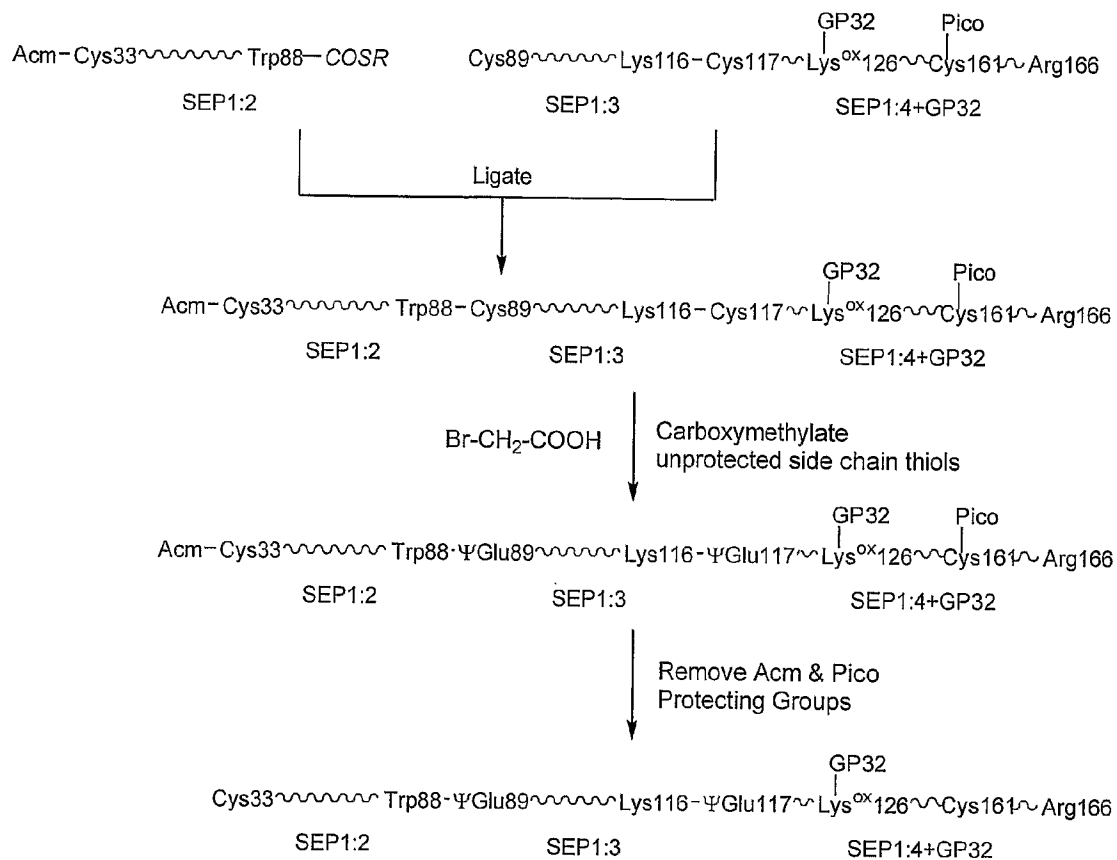 GP32 Pico
Acm-Cys33 Trp88-COSR Cys89 Lys116-Cys117 Lysᵒˣ126 Cys161 Arg166
SEP1:2 SEP1:3 SEP1:4+GP32
Ligate
GP32 Pico
Acm-Cys33 Trp88-Cys89 Lys116-Cys117 Lysᵒˣ126 Cys161 Arg166
SEP1:2 SEP1:3 SEP1:4+GP32
Br-CH₂-COOH Carboxymethylate
unprotected side chain thiols
GP32 Pico
Acm-Cys33 Trp88-ΨGlu89 Lys116-ΨGlu117 Lysᵒˣ126 Cys161 Arg166
SEP1:2 SEP1:3 SEP1:4+GP32
Remove Acm & Pico
Protecting Groups
GP32
Cys33 Trp88-ΨGlu89 Lys116-ΨGlu117 Lysᵒˣ126 Cys161 Arg166
SEP1:2 SEP1:3 SEP1:4+GP32